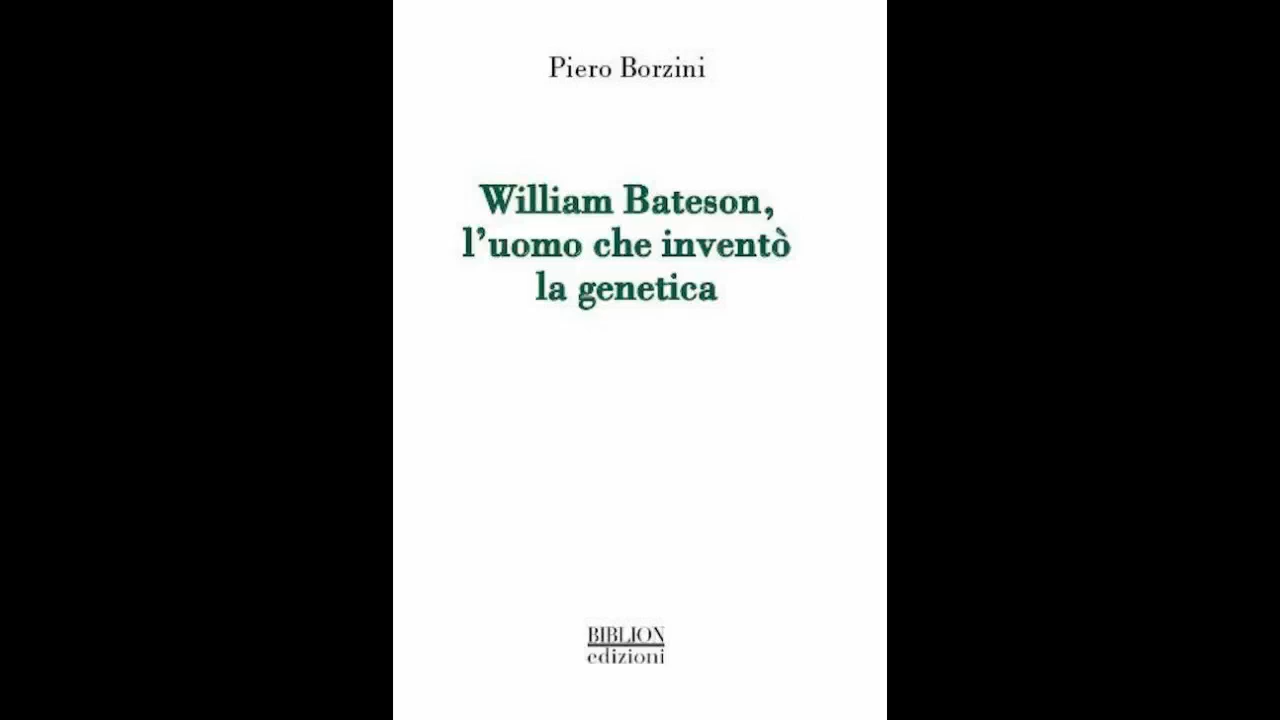 Piero Borzini
William Bateson,
l’uomo che inventò
la genetica
BIBLION
edizioni